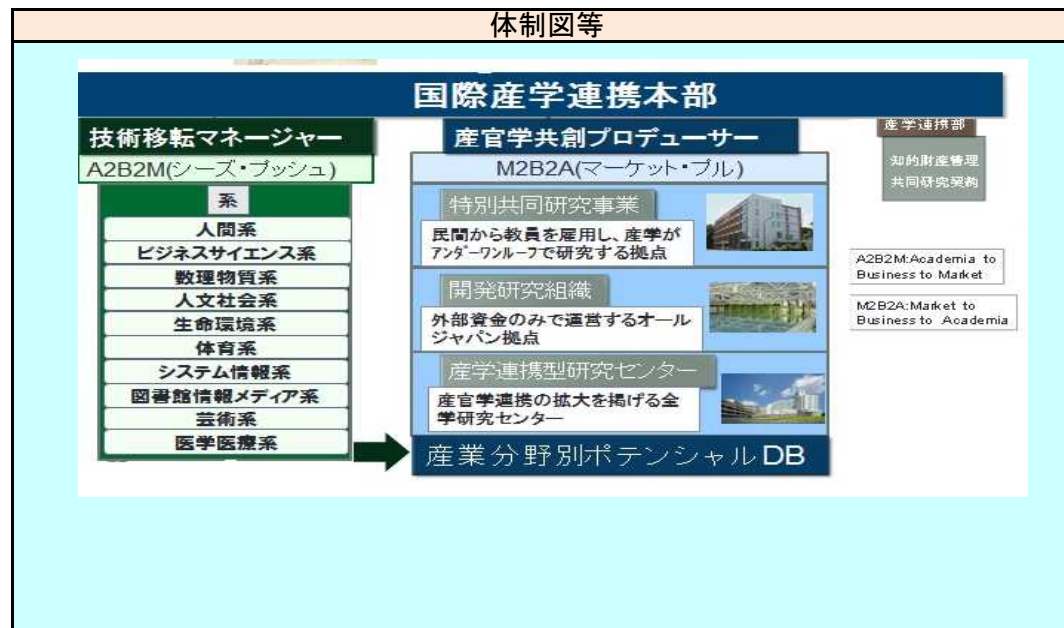 体制図等
国際産学連携本部
技術移転マネージャー
A2B2M(シーズ・プッシュ)
系
人間系
ビジネスサイエンス系
数理物質系
人文社会系
生命環境系
体育系
システム情報系
図書館情報メディア系
芸術系
医学医療系
産官学共創プロデューサー
M2B2A(マーケット・プル)
特別共同研究事業
民間から教員を雇用し、産学が
アンダーワンルーフで研究する拠点
開発研究組織
外部資金のみで運営するオール
ジャパン拠点
産学連携型研究センター
産官学連携の拡大を掲げる全
学研究センター
産業分野別ポテンシャルDB
産学連携部
知的財産管理
共同研究契約
A2B2M:Academia to
Business to Market
M2B2A:Market to
Business to Academia